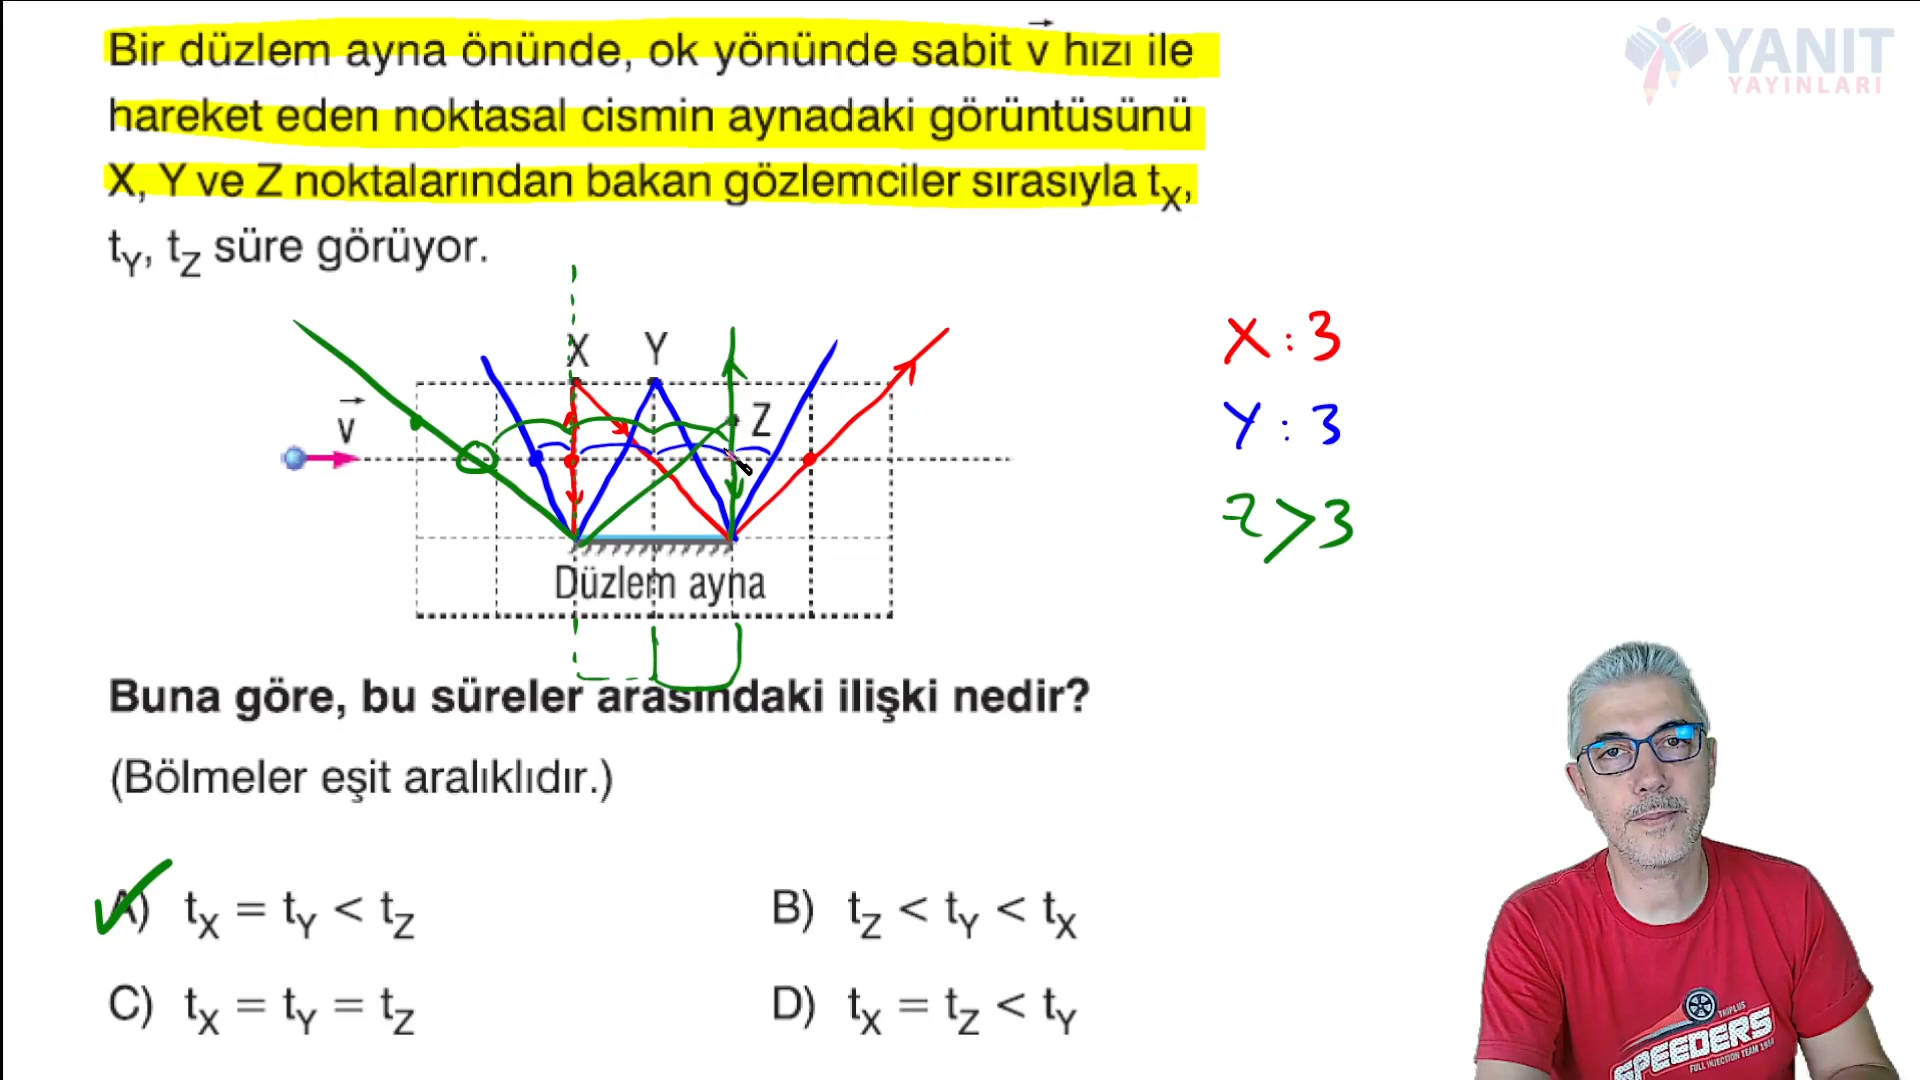 Bir düzlem ayna önünde, ok yönünde sabit v hızı ile
hareket eden noktasal cismin aynadaki görüntüsünü
X, Y ve Z noktalarından bakan gözlemciler sırasıyla tX,
tY, tZ süre görüyor.
YANIT
YAYINLARI
X Y
v
Z
Düzlem ayna
X : 3
Y : 3
Z > 3
Buna göre, bu süreler arasındaki ilişki nedir?
(Bölmeler eşit aralıklıdır.)
A) tX = tY < tZ
B) tZ < tY < tX
C) tX = tY = tZ
D) tX = tZ < tY
TRIPLUS
SPEEDERS